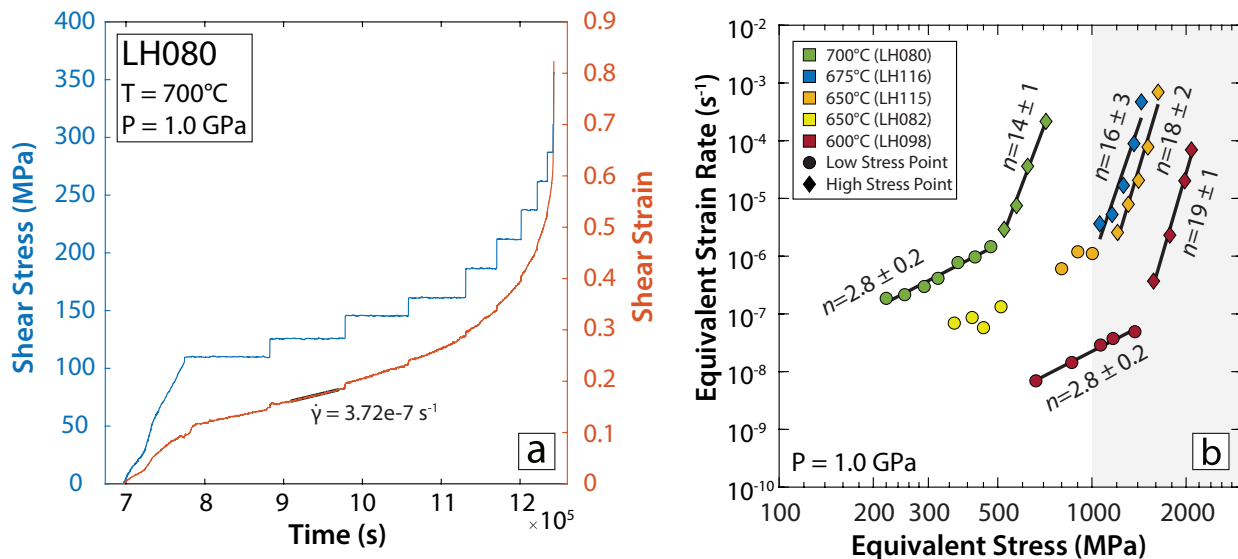 LH080
T = 700°C
P = 1.0 GPa
400
350
300
250
200
150
100
50
0
Shear Stress (MPa)
0.9
0.8
0.7
0.6
0.5
0.4
0.3
0.2
0.1
0
Shear Strain
γ̇ = 3.72e-7 s⁻¹
a
7
8
9
10
11
12
× 10⁵
Time (s)
10⁻²
10⁻³
10⁻⁴
10⁻⁵
10⁻⁶
10⁻⁷
10⁻⁸
10⁻⁹
10⁻¹⁰
Equivalent Strain Rate (s⁻¹)
700°C (LH080)
675°C (LH116)
650°C (LH115)
650°C (LH082)
600°C (LH098)
Low Stress Point
High Stress Point
n=14 ± 1
n=16 ± 3
n=18 ± 2
n=19 ± 1
n=2.8 ± 0.2
n=2.8 ± 0.2
P = 1.0 GPa
b
100
200
300
500
1000
2000
Equivalent Stress (MPa)